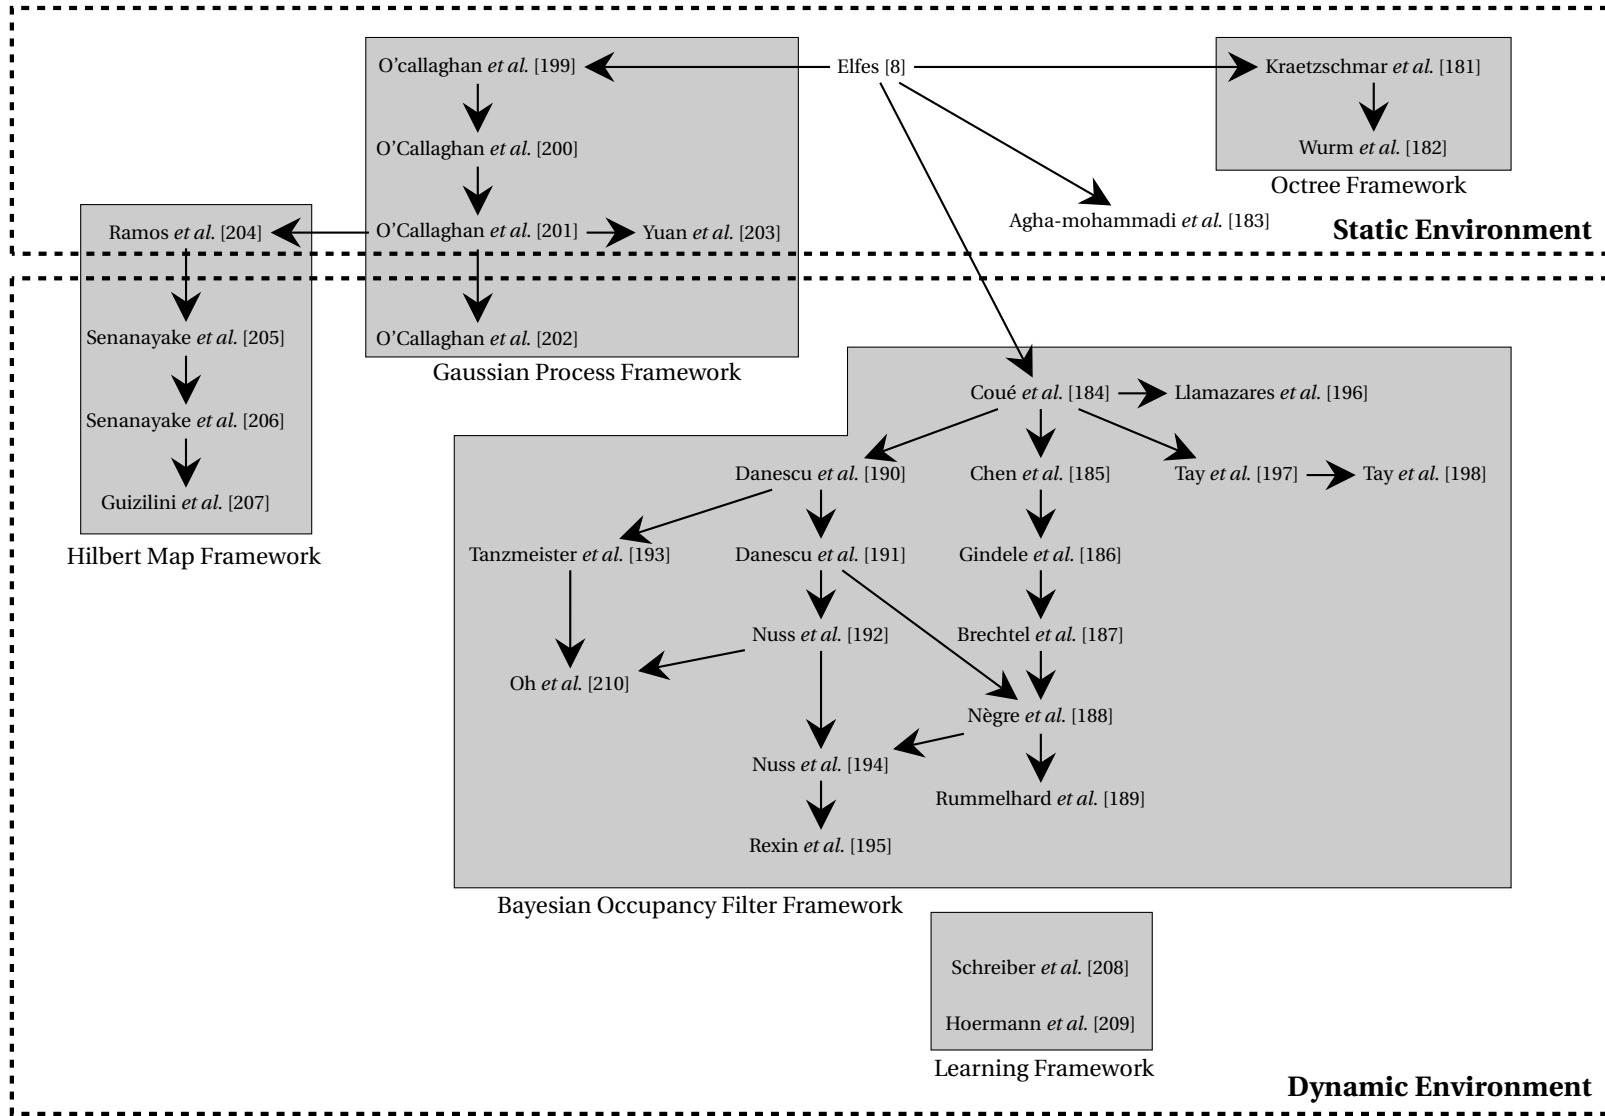 O'callaghan et al. [199]
Elfes [8]
Kraetzschmar et al. [181]
O'Callaghan et al. [200]
Wurm et al. [182]
Octree Framework
Agha-mohammadi et al. [183]
Static Environment
Ramos et al. [204]
O'Callaghan et al. [201]
Yuan et al. [203]
Senanayake et al. [205]
O'Callaghan et al. [202]
Gaussian Process Framework
Coué et al. [184]
Llamazares et al. [196]
Senanayake et al. [206]
Danescu et al. [190]
Chen et al. [185]
Tay et al. [197]
Tay et al. [198]
Guizilini et al. [207]
Hilbert Map Framework
Tanzmeister et al. [193]
Danescu et al. [191]
Gindele et al. [186]
Nuss et al. [192]
Brechtel et al. [187]
Oh et al. [210]
Nègre et al. [188]
Nuss et al. [194]
Rummelhard et al. [189]
Rexin et al. [195]
Bayesian Occupancy Filter Framework
Schreiber et al. [208]
Hoermann et al. [209]
Learning Framework
Dynamic Environment